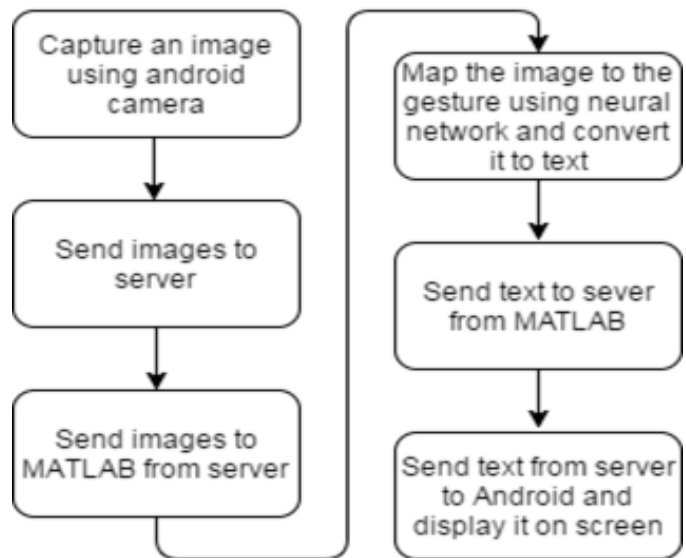 Capture an image
using android
camera
Send images to
server
Send images to
MATLAB from server
Map the image to the
gesture using neural
network and convert
it to text
Send text to sever
from MATLAB
Send text from server
to Android and
display it on screen